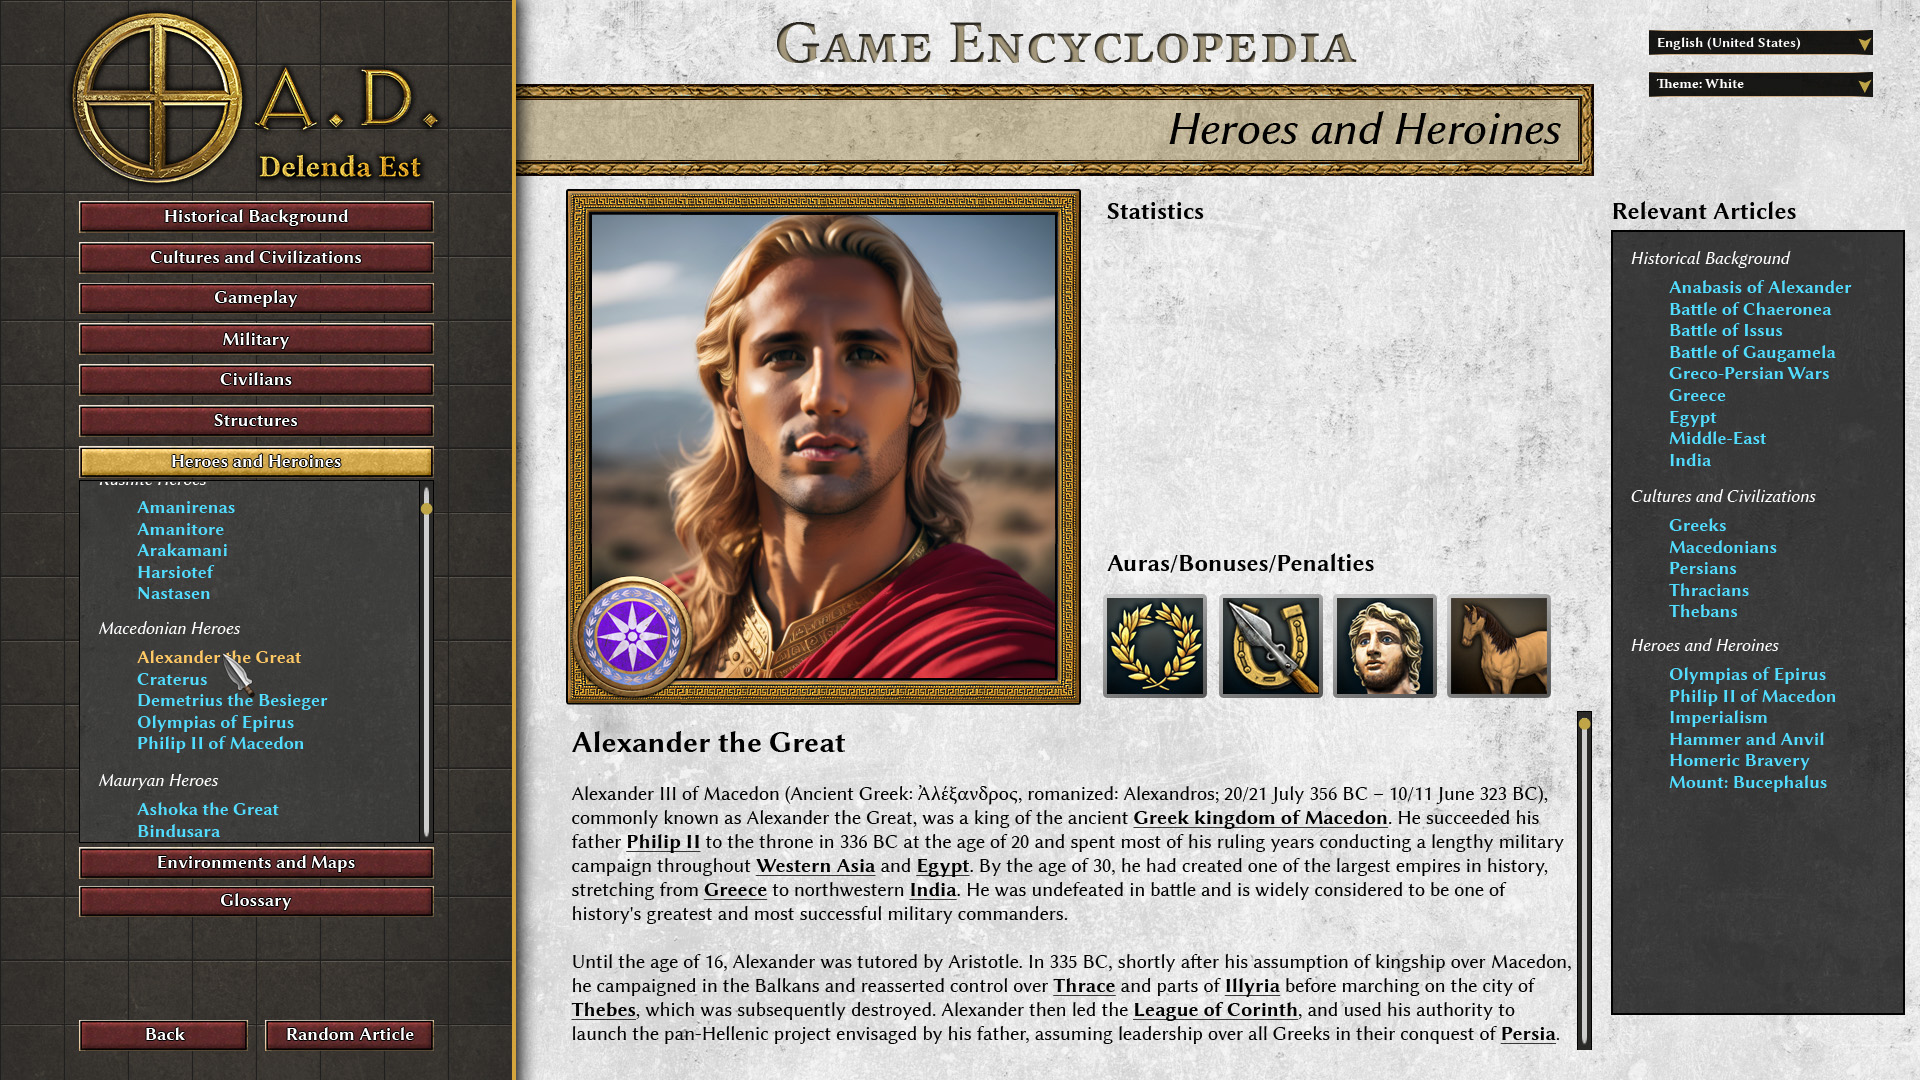 A. D.
Delenda Est
Historical Background
Cultures and Civilizations
Gameplay
Military
Civilians
Structures
Heroes and Heroines
Kushite Heroes
Amanirenas
Amanitore
Arakamani
Harsiotef
Nastasen
Macedonian Heroes
Alexander the Great
Craterus
Demetrius the Besieger
Olympias of Epirus
Philip II of Macedon
Mauryan Heroes
Ashoka the Great
Bindusara
Environments and Maps
Glossary
Back
Random Article
Game Encyclopedia
Heroes and Heroines
English (United States)
Theme: White
Statistics
Auras/Bonuses/Penalties
Alexander the Great
Alexander III of Macedon (Ancient Greek: Ἀλέξανδρος, romanized: Alexandros; 20/21 July 356 BC – 10/11 June 323 BC),
commonly known as Alexander the Great, was a king of the ancient Greek kingdom of Macedon. He succeeded his
father Philip II to the throne in 336 BC at the age of 20 and spent most of his ruling years conducting a lengthy military
campaign throughout Western Asia and Egypt. By the age of 30, he had created one of the largest empires in history,
stretching from Greece to northwestern India. He was undefeated in battle and is widely considered to be one of
history's greatest and most successful military commanders.
Until the age of 16, Alexander was tutored by Aristotle. In 335 BC, shortly after his assumption of kingship over Macedon,
he campaigned in the Balkans and reasserted control over Thrace and parts of Illyria before marching on the city of
Thebes, which was subsequently destroyed. Alexander then led the League of Corinth, and used his authority to
launch the pan-Hellenic project envisaged by his father, assuming leadership over all Greeks in their conquest of Persia.
Relevant Articles
Historical Background
Anabasis of Alexander
Battle of Chaeronea
Battle of Issus
Battle of Gaugamela
Greco-Persian Wars
Greece
Egypt
Middle-East
India
Cultures and Civilizations
Greeks
Macedonians
Persians
Thracians
Thebans
Heroes and Heroines
Olympias of Epirus
Philip II of Macedon
Imperialism
Hammer and Anvil
Homeric Bravery
Mount: Bucephalus